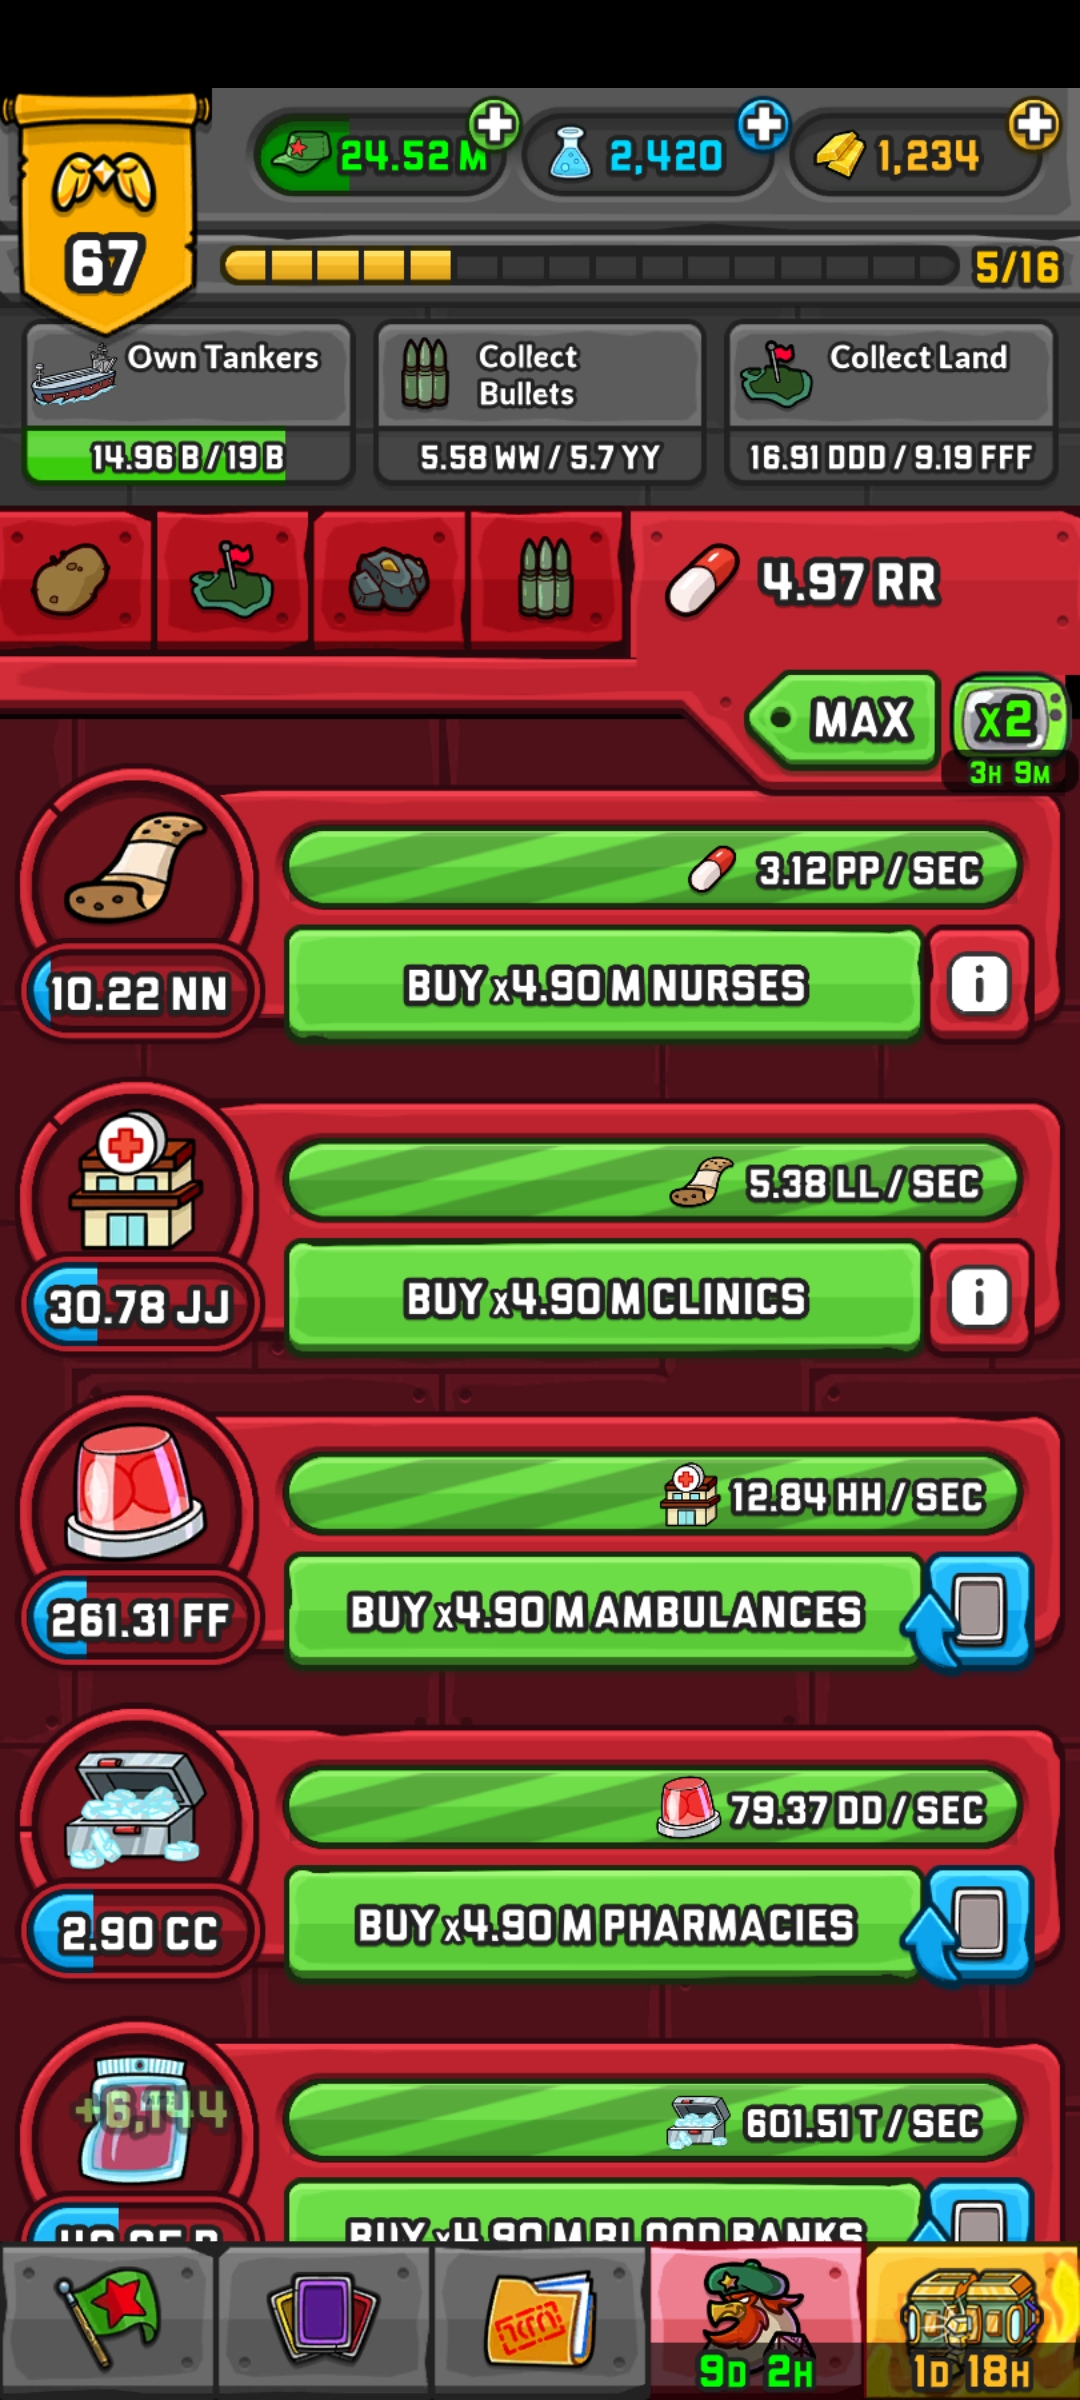 24.52 M
2,420
1,234
67
5/16
Own Tankers
14.96 B / 19 B
Collect
Bullets
5.58 WW / 5.7 YY
Collect Land
16.91 DDD / 9.19 FFF
4.97 RR
MAX
x2
3H 9M
3.12 PP / SEC
10.22 NN
BUY x4.90 M NURSES
i
5.38 LL / SEC
30.78 JJ
BUY x4.90 M CLINICS
i
12.84 HH / SEC
261.31 FF
BUY x4.90 M AMBULANCES
79.37 DD / SEC
2.90 CC
BUY x4.90 M PHARMACIES
+6,144
601.51 T / SEC
BUY x4.90 M BLOOD BANKS
9D 2H
1D 18H